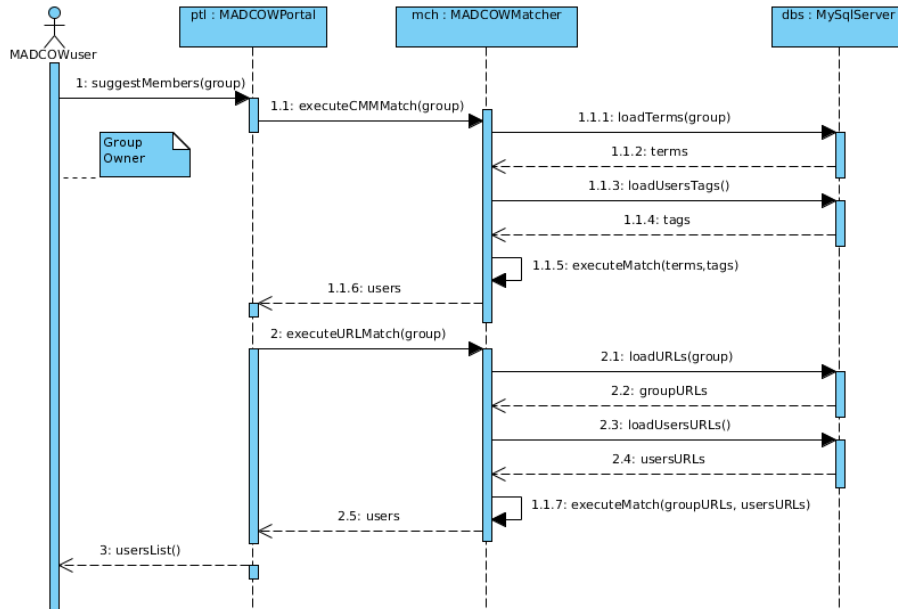 ptl : MADCOWPortal
mch : MADCOWMatcher
dbs : MySqlServer
MADCOWuser
1: suggestMembers(group)
1.1: executeCMMMatch(group)
1.1.1: loadTerms(group)
Group
Owner
1.1.2: terms
1.1.3: loadUsersTags()
1.1.4: tags
1.1.5: executeMatch(terms,tags)
1.1.6: users
2: executeURLMatch(group)
2.1: loadURLs(group)
2.2: groupURLs
2.3: loadUsersURLs()
2.4: usersURLs
1.1.7: executeMatch(groupURLs, usersURLs)
2.5: users
3: usersList()